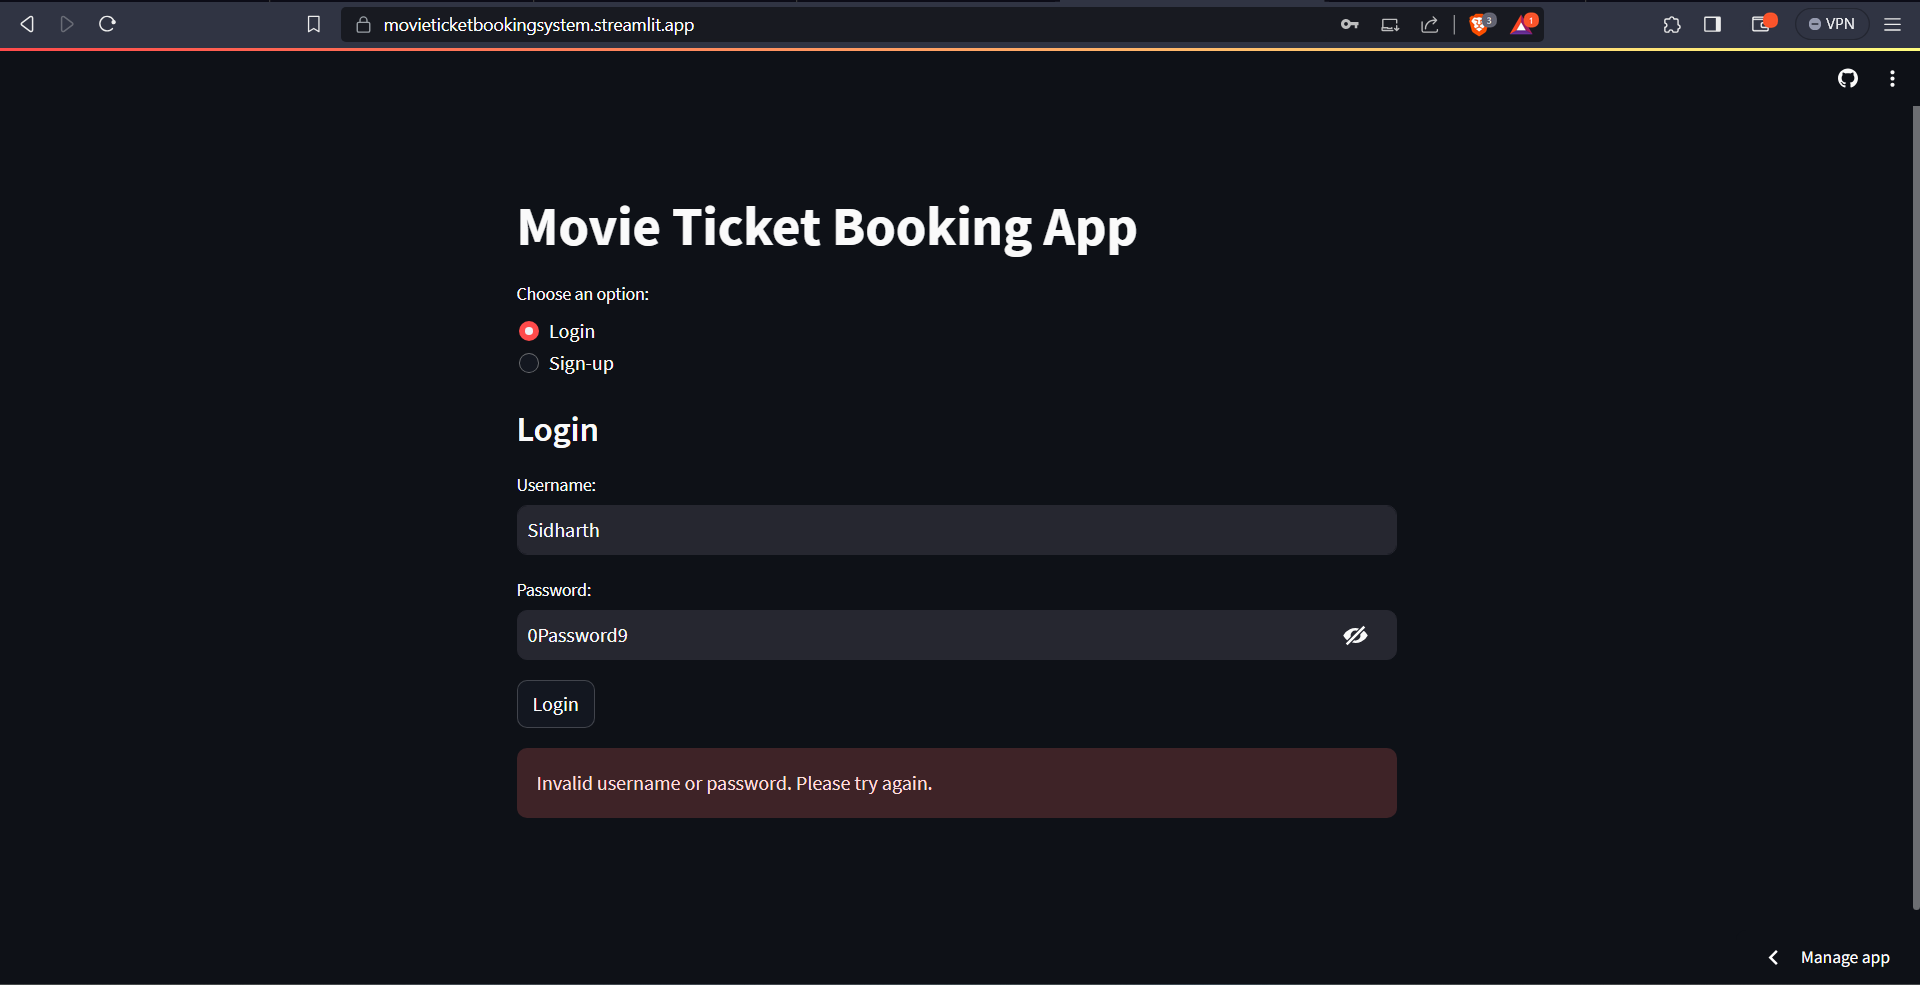 movieticketbookingsystem.streamlit.app
3
1
VPN
Movie Ticket Booking App
Choose an option:
Login
Sign-up
Login
Username:
Sidharth
Password:
0Password9
Login
Invalid username or password. Please try again.
Manage app